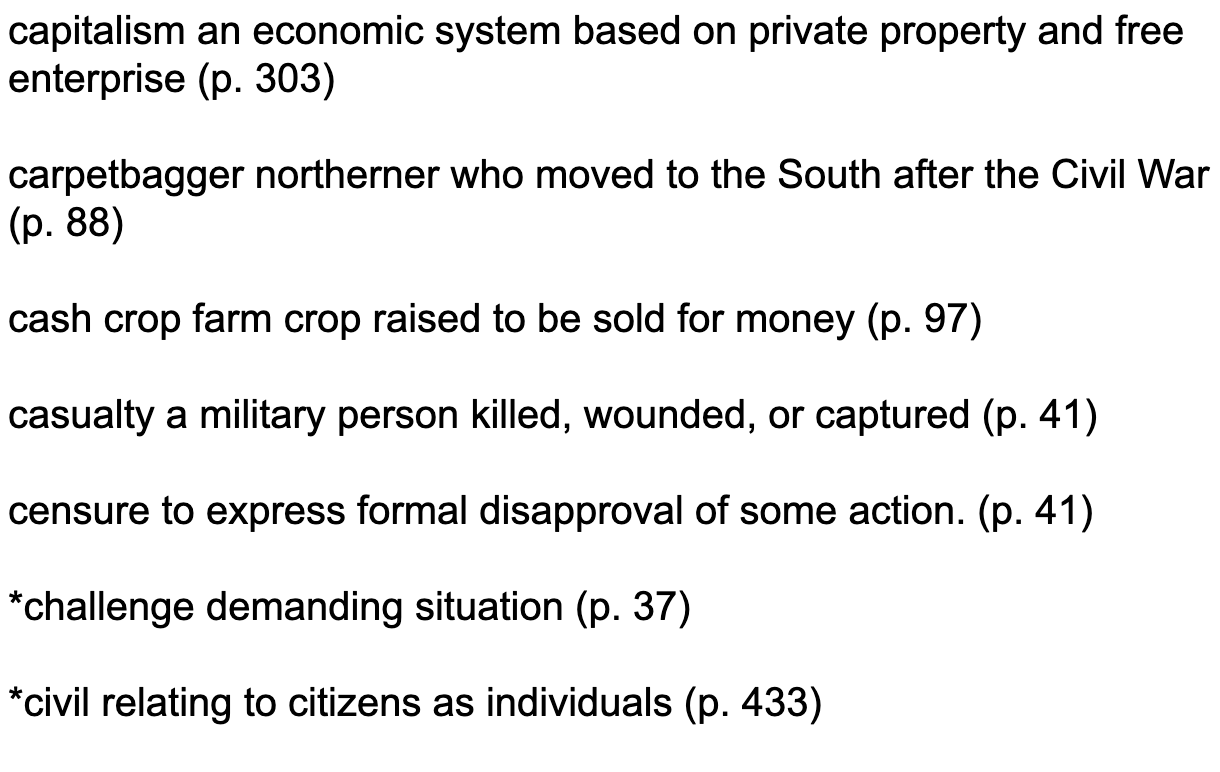 capitalism an economic system based on private property and free
enterprise (p. 303)
carpetbagger northerner who moved to the South after the Civil War
(p. 88)
cash crop farm crop raised to be sold for money (p. 97)
casualty a military person killed, wounded, or captured (p. 41)
censure to express formal disapproval of some action. (p. 41)
*challenge demanding situation (p. 37)
*civil relating to citizens as individuals (p. 433)